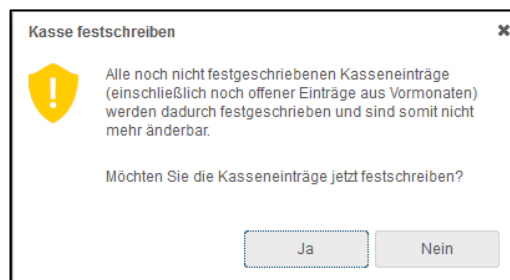 Kasse festschreiben
Alle noch nicht festgeschriebenen Kasseneinträge
(einschließlich noch offener Einträge aus Vormonaten)
werden dadurch festgeschrieben und sind somit nicht
mehr änderbar.
Möchten Sie die Kasseneinträge jetzt festschreiben?
Ja
Nein